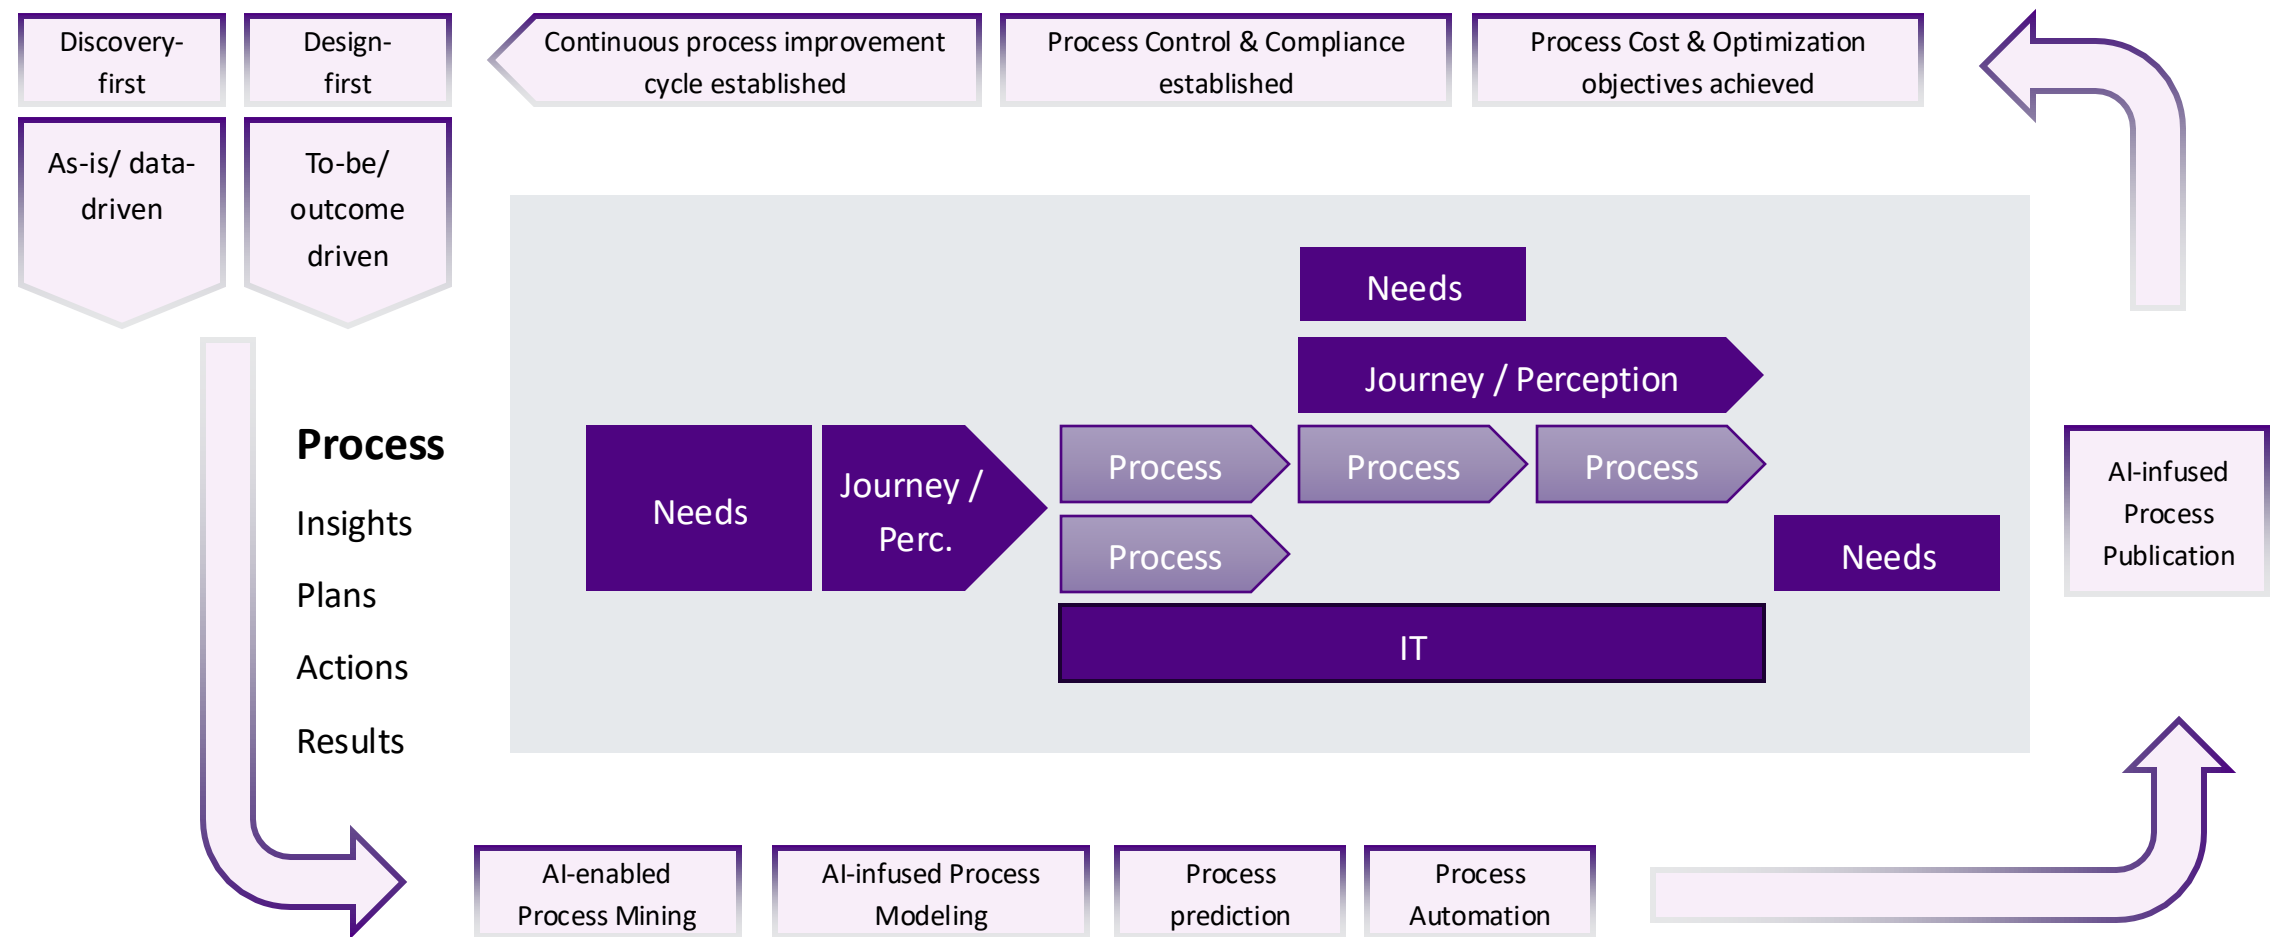 Discovery-
first
Design-
first
Continuous process improvement
cycle established
Process Control & Compliance
established
Process Cost & Optimization
objectives achieved
As-is/ data-
driven
To-be/
outcome
driven
Needs
Journey / Perception
Process
Insights
Plans
Actions
Results
Needs
Journey /
Perc.
Process
Process
Process
Process
Needs
IT
AI-infused
Process
Publication
AI-enabled
Process Mining
AI-infused Process
Modeling
Process
prediction
Process
Automation